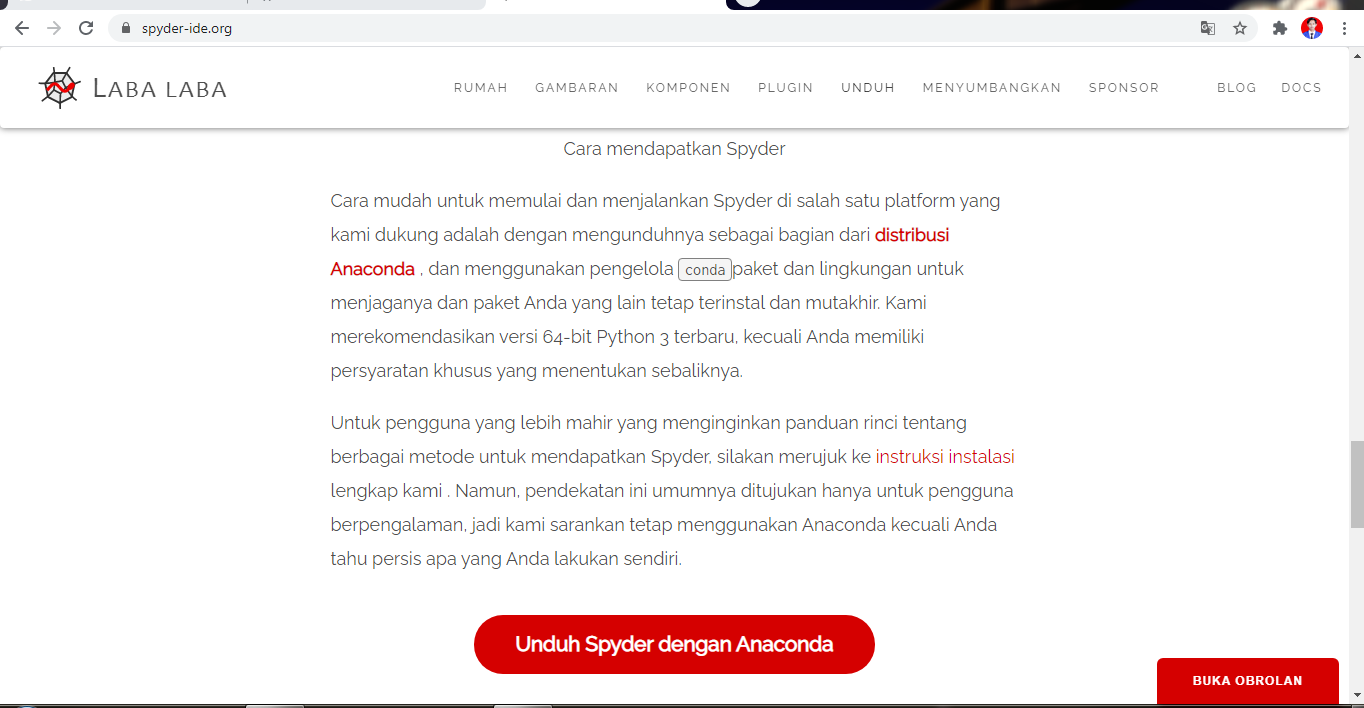 spyder-ide.org
LABA LABA
RUMAH GAMBARAN KOMPONEN PLUGIN UNDUH MENYUMBANGKAN SPONSOR BLOG DOCS
Cara mendapatkan Spyder
Cara mudah untuk memulai dan menjalankan Spyder di salah satu platform yang
kami dukung adalah dengan mengunduhnya sebagai bagian dari distribusi
Anaconda , dan menggunakan pengelola conda paket dan lingkungan untuk
menjaganya dan paket Anda yang lain tetap terinstal dan mutakhir. Kami
merekomendasikan versi 64-bit Python 3 terbaru, kecuali Anda memiliki
persyaratan khusus yang menentukan sebaliknya.
Untuk pengguna yang lebih mahir yang menginginkan panduan rinci tentang
berbagai metode untuk mendapatkan Spyder, silakan merujuk ke instruksi instalasi
lengkap kami . Namun, pendekatan ini umumnya ditujukan hanya untuk pengguna
berpengalaman, jadi kami sarankan tetap menggunakan Anaconda kecuali Anda
tahu persis apa yang Anda lakukan sendiri.
Unduh Spyder dengan Anaconda
BUKA OBROLAN